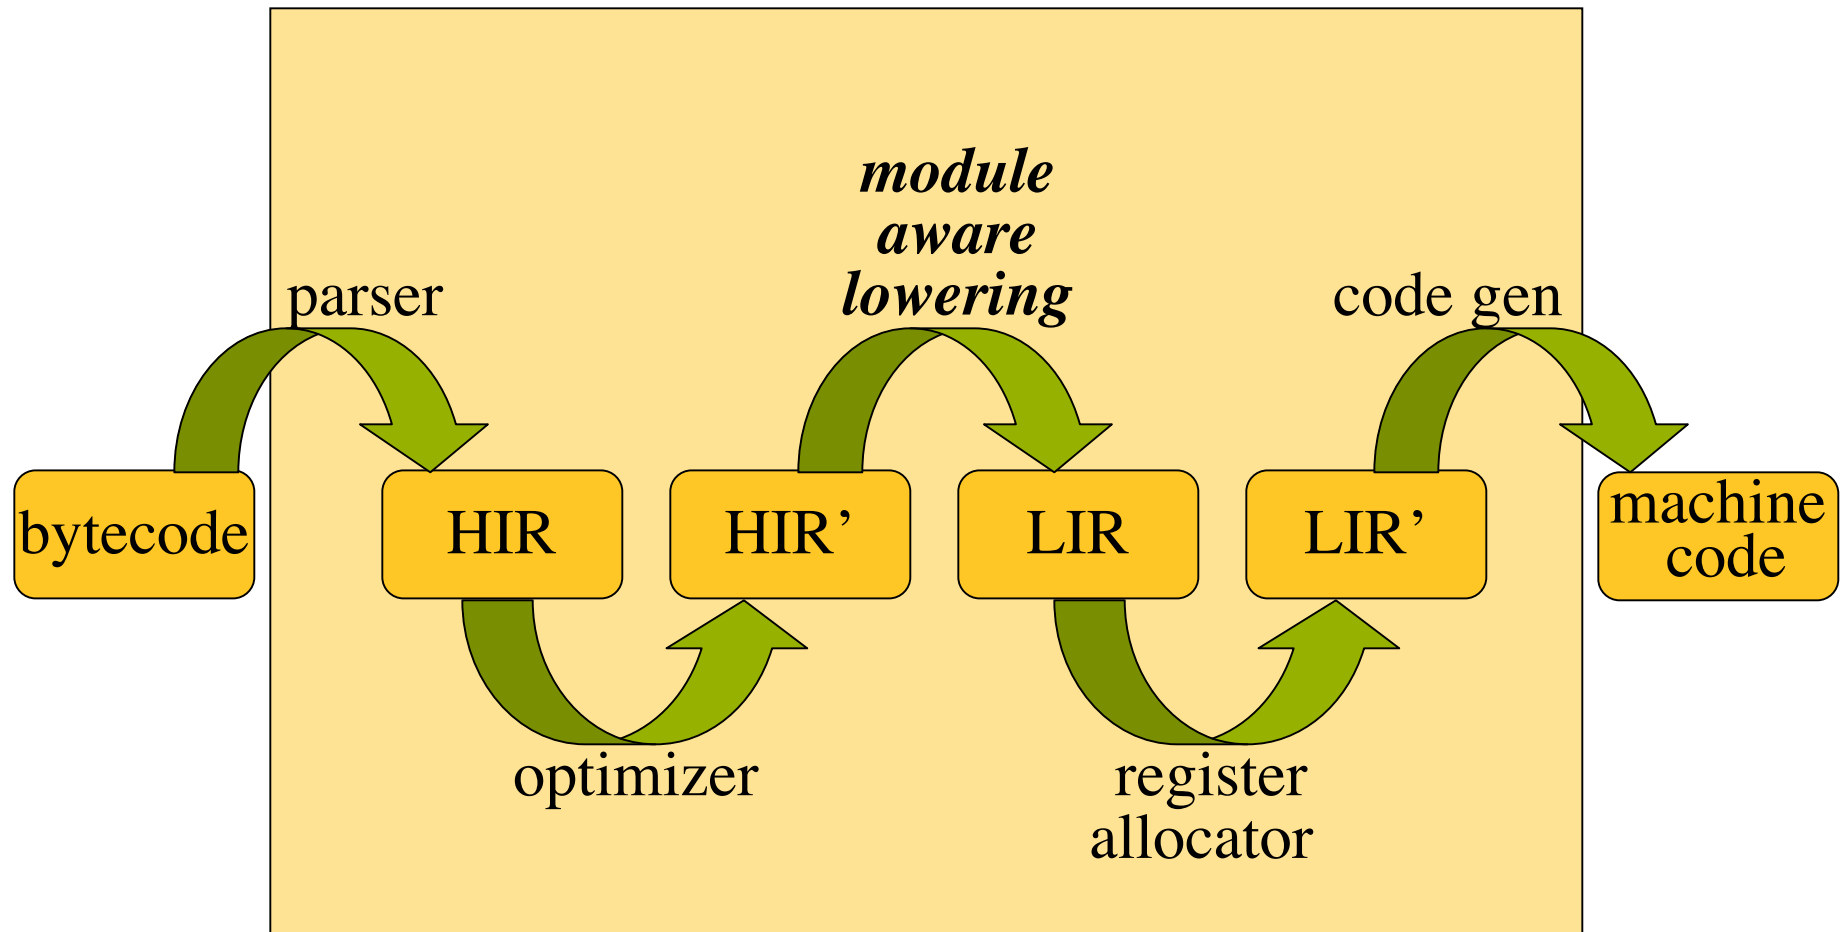 module
aware
lowering
parser
code gen
bytecode
HIR
HIR’
LIR
LIR’
machine
code
optimizer
register
allocator